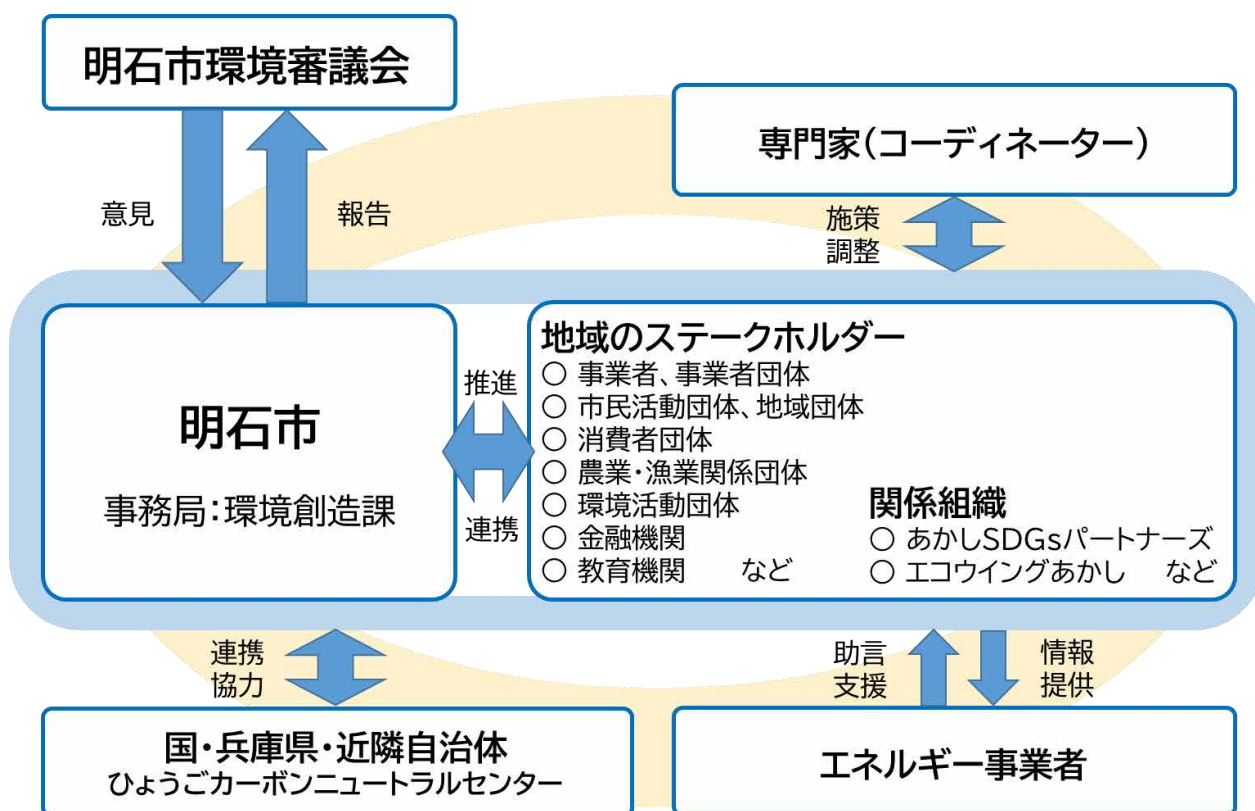 明石市環境審議会
専門家(コーディネーター)
意見
報告
施策
調整
明石市
事務局:環境創造課
推進
連携
地域のステークホルダー
○ 事業者、事業者団体
○ 市民活動団体、地域団体
○ 消費者団体
○ 農業・漁業関係団体
○ 環境活動団体
○ 金融機関
○ 教育機関 など
関係組織
○ あかしSDGsパートナーズ
○ エコウイングあかし など
連携
協力
助言
支援
情報
提供
国・兵庫県・近隣自治体
ひょうごカーボンニュートラルセンター
エネルギー事業者